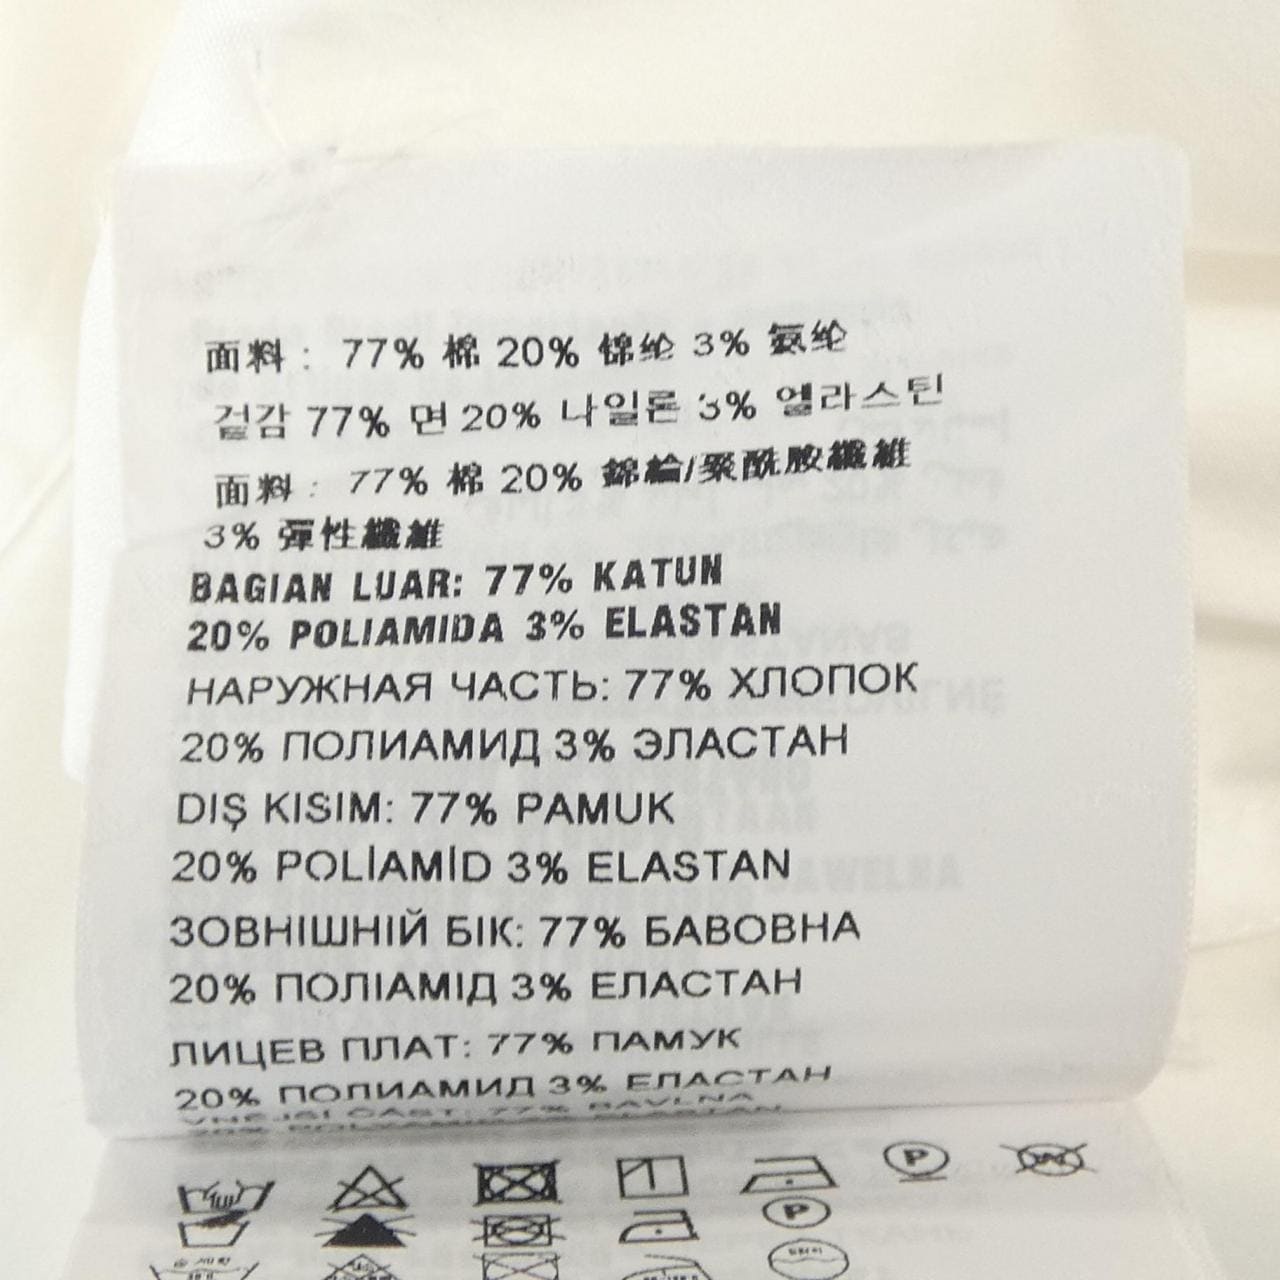 面料: 77% 棉 20% 锦纶 3% 氨纶
겉감 77% 면 20% 나일론 3% 엘라스틴
面料: 77% 棉 20% 錦綸/聚酰胺纖維
3% 彈性纖維
BAGIAN LUAR: 77% KATUN
20% POLIAMIDA 3% ELASTAN
НАРУЖНАЯ ЧАСТЬ: 77% ХЛОПОК
20% ПОЛИАМИД 3% ЭЛАСТАН
DIŞ KISIM: 77% PAMUK
20% POLİAMİD 3% ELASTAN
ЗОВНІШНІЙ БІК: 77% БАВОВНА
20% ПОЛІАМІД 3% ЕЛАСТАН
ЛИЦЕВ ПЛАТ: 77% ПАМУК
20% ПОЛИАМИД 3% ЕЛАСТАН
77% BAVLNA
P
P